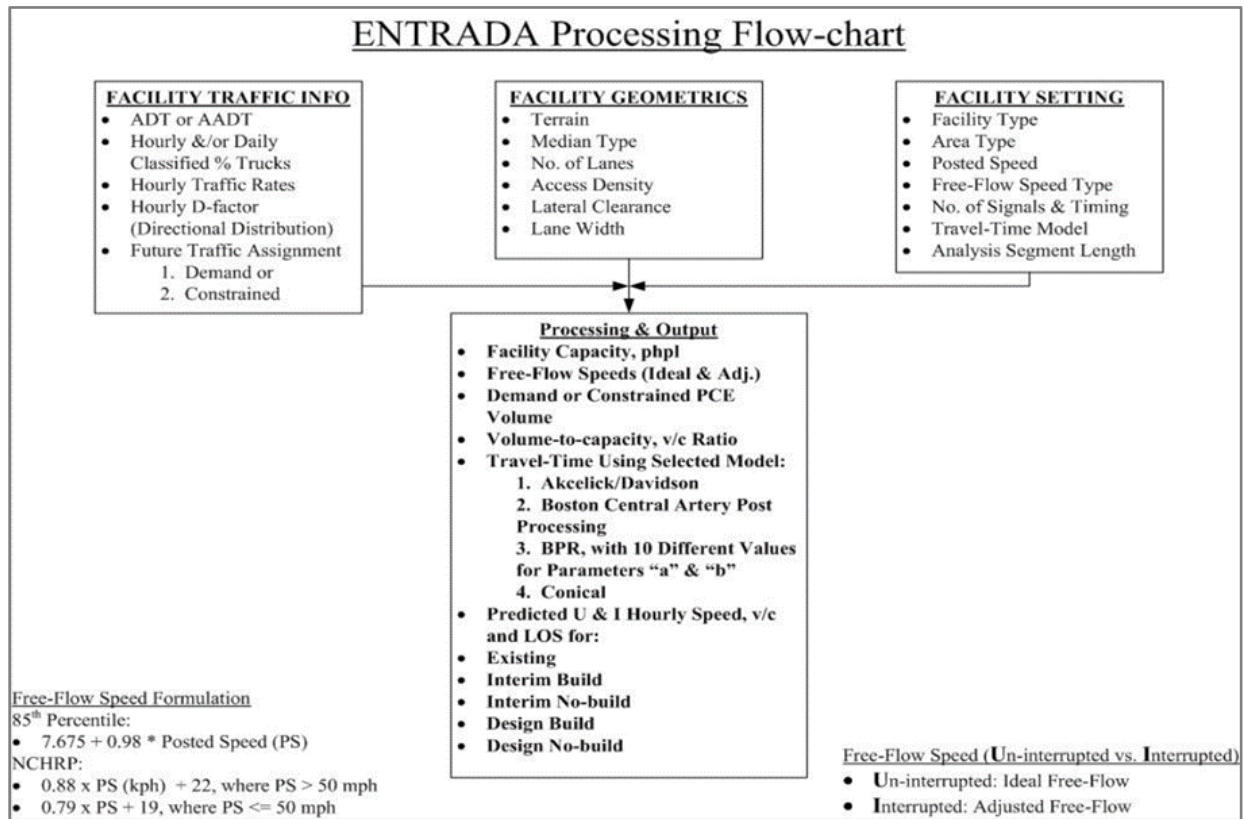 ENTRADA Processing Flow-chart
FACILITY TRAFFIC INFO
• ADT or AADT
• Hourly &/or Daily
Classified % Trucks
• Hourly Traffic Rates
• Hourly D-factor
(Directional Distribution)
• Future Traffic Assignment
1. Demand or
2. Constrained
FACILITY GEOMETRICS
• Terrain
• Median Type
• No. of Lanes
• Access Density
• Lateral Clearance
• Lane Width
FACILITY SETTING
• Facility Type
• Area Type
• Posted Speed
• Free-Flow Speed Type
• No. of Signals & Timing
• Travel-Time Model
• Analysis Segment Length
Processing & Output
• Facility Capacity, phpl
• Free-Flow Speeds (Ideal & Adj.)
• Demand or Constrained PCE
Volume
• Volume-to-capacity, v/c Ratio
• Travel-Time Using Selected Model:
1. Akcelick/Davidson
2. Boston Central Artery Post
Processing
3. BPR, with 10 Different Values
for Parameters “a” & “b”
4. Conical
• Predicted U & I Hourly Speed, v/c
and LOS for:
• Existing
• Interim Build
• Interim No-build
• Design Build
• Design No-build
Free-Flow Speed Formulation
85th Percentile:
• 7.675 + 0.98 * Posted Speed (PS)
NCHRP:
• 0.88 x PS (kph) + 22, where PS > 50 mph
• 0.79 x PS + 19, where PS <= 50 mph
Free-Flow Speed (Un-interrupted vs. Interrupted)
• Un-interrupted: Ideal Free-Flow
• Interrupted: Adjusted Free-Flow